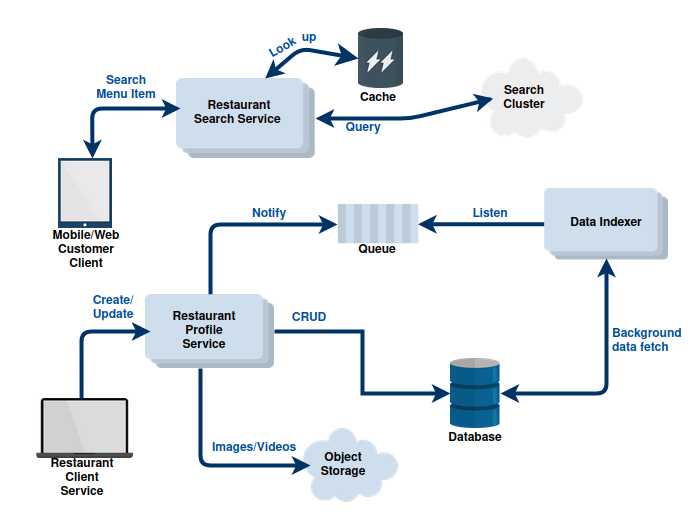 Look up
Cache
Search
Menu Item
Restaurant
Search Service
Search
Cluster
Query
Mobile/Web
Customer
Client
Notify
Queue
Listen
Data Indexer
Create/
Update
Restaurant
Profile
Service
CRUD
Background
data fetch
Database
Images/Videos
Object
Storage
Restaurant
Client
Service